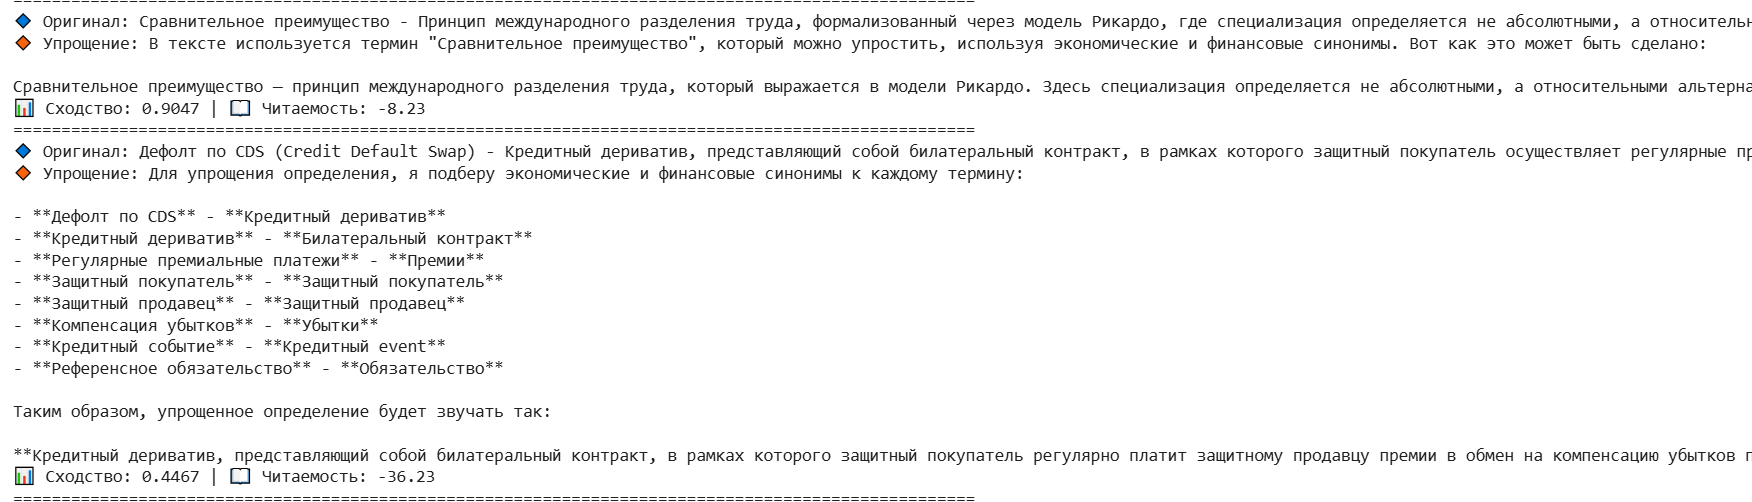 ====================================================================================================
🔷 Оригинал: Сравнительное преимущество - Принцип международного разделения труда, формализованный через модель Рикардо, где специализация определяется не абсолютными, а относительн
🔶 Упрощение: В тексте используется термин "Сравнительное преимущество", который можно упростить, используя экономические и финансовые синонимы. Вот как это может быть сделано:
Сравнительное преимущество — принцип международного разделения труда, который выражается в модели Рикардо. Здесь специализация определяется не абсолютными, а относительными альтерна
📊 Сходство: 0.9047 | 📖 Читаемость: -8.23
====================================================================================================
🔷 Оригинал: Дефолт по CDS (Credit Default Swap) - Кредитный дериватив, представляющий собой билатеральный контракт, в рамках которого защитный покупатель осуществляет регулярные пр
🔶 Упрощение: Для упрощения определения, я подберу экономические и финансовые синонимы к каждому термину:
- **Дефолт по CDS** - **Кредитный дериватив**
- **Кредитный дериватив** - **Билатеральный контракт**
- **Регулярные премиальные платежи** - **Премии**
- **Защитный покупатель** - **Защитный покупатель**
- **Защитный продавец** - **Защитный продавец**
- **Компенсация убытков** - **Убытки**
- **Кредитный событие** - **Кредитный event**
- **Референсное обязательство** - **Обязательство**
Таким образом, упрощенное определение будет звучать так:
**Кредитный дериватив, представляющий собой билатеральный контракт, в рамках которого защитный покупатель регулярно платит защитному продавцу премии в обмен на компенсацию убытков п
📊 Сходство: 0.4467 | 📖 Читаемость: -36.23
====================================================================================================